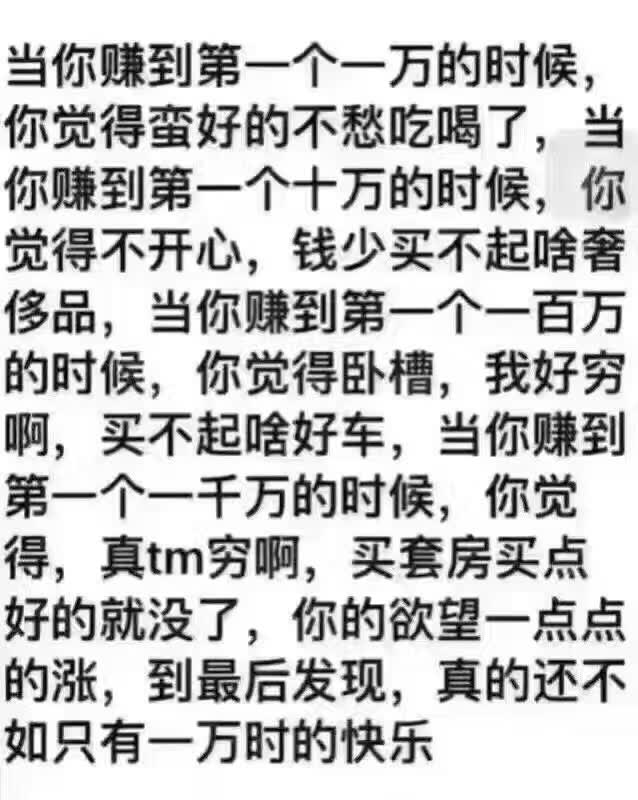 当你赚到第一个一万的时候，
你觉得蛮好的不愁吃喝了，当
你赚到第一个十万的时候，你
觉得不开心，钱少买不起啥奢
侈品，当你赚到第一个一百万
的时候，你觉得卧槽，我好穷
啊，买不起啥好车，当你赚到
第一个一千万的时候，你觉
得，真tm穷啊，买套房买点
好的就没了，你的欲望一点点
的涨，到最后发现，真的还不
如只有一万时的快乐